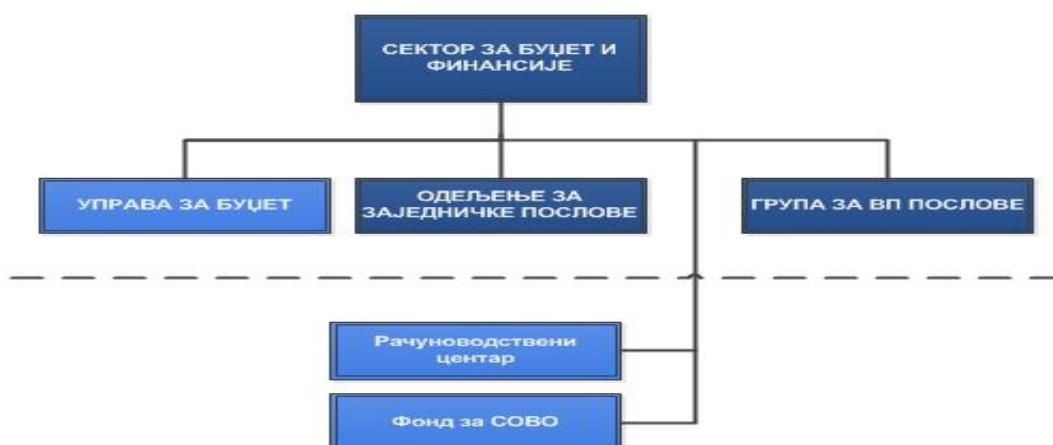 СЕКТОР ЗА БУЏЕТ И
ФИНАНСИЈЕ
УПРАВА ЗА БУЏЕТ
ОДЕЉЕЊЕ ЗА
ЗАЈЕДНИЧКЕ ПОСЛОВЕ
ГРУПА ЗА ВП ПОСЛОВЕ
Рачуноводствени
центар
Фонд за СОВО